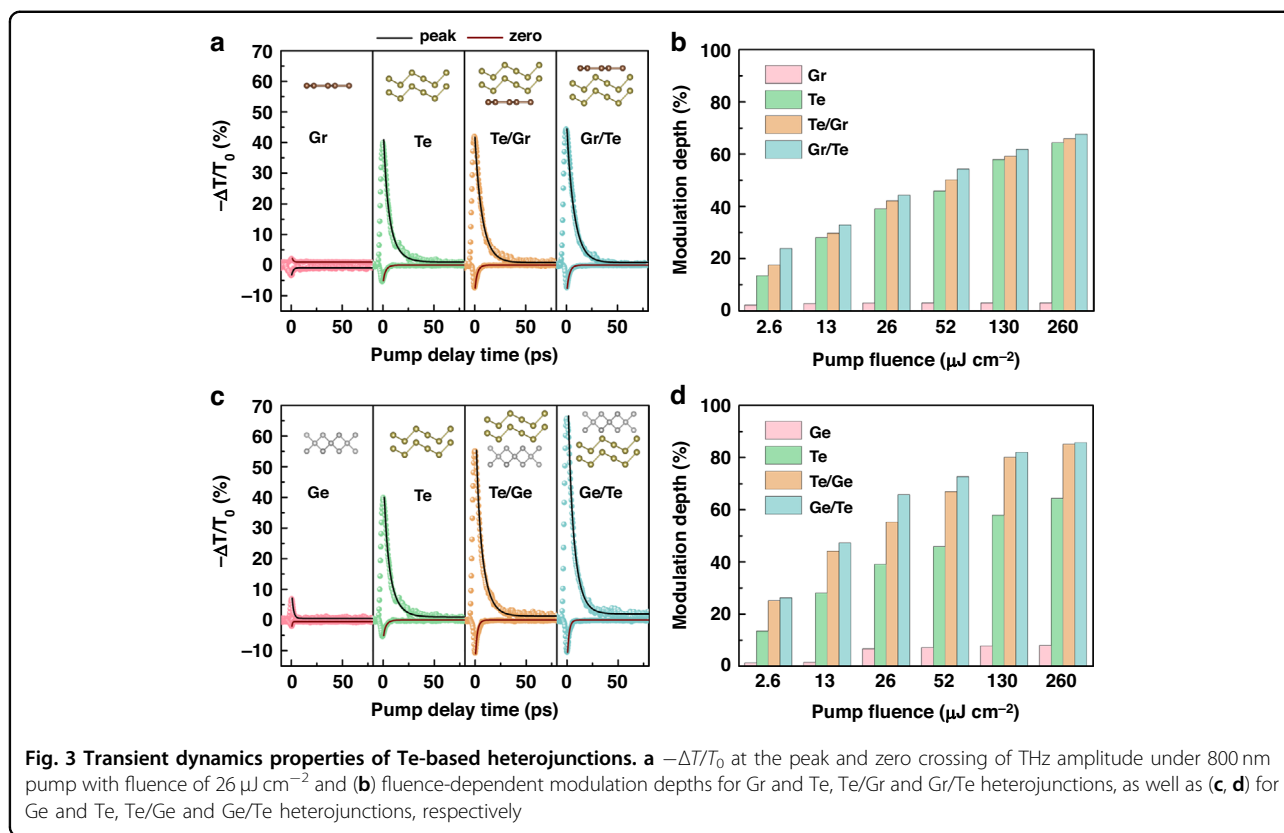 a
peak zero
70
60
50
40
30
20
10
0
−10
−ΔT/T0 (%)
Gr Te Te/Gr Gr/Te
0 50 0 50 0 50 0 50
Pump delay time (ps)
b
100
80
60
40
20
0
Modulation depth (%)
Gr
Te
Te/Gr
Gr/Te
2.6 13 26 52 130 260
Pump fluence (μJ cm−2)
c
70
60
50
40
30
20
10
0
−10
−ΔT/T0 (%)
Ge Te Te/Ge Ge/Te
0 50 0 50 0 50 0 50
Pump delay time (ps)
d
100
80
60
40
20
0
Modulation depth (%)
Ge
Te
Te/Ge
Ge/Te
2.6 13 26 52 130 260
Pump fluence (μJ cm−2)
Fig. 3 Transient dynamics properties of Te-based heterojunctions. a −ΔT/T0 at the peak and zero crossing of THz amplitude under 800 nm
pump with fluence of 26 μJ cm−2 and (b) fluence-dependent modulation depths for Gr and Te, Te/Gr and Gr/Te heterojunctions, as well as (c, d) for
Ge and Te, Te/Ge and Ge/Te heterojunctions, respectively